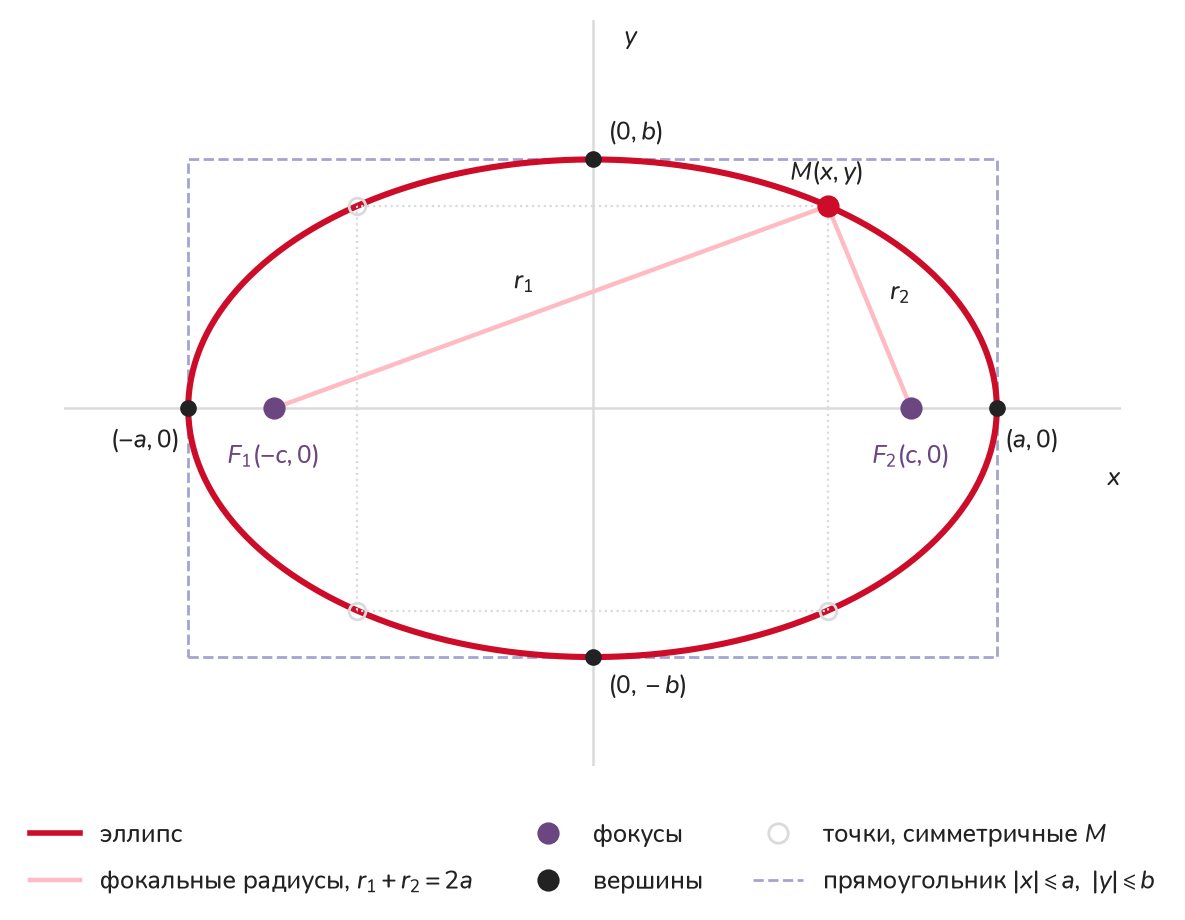 y
(0, b)
M(x, y)
r₁
r₂
(−a, 0)
F₁(−c, 0)
F₂(c, 0)
(a, 0)
x
(0, −b)
эллипс
фокусы
точки, симметричные M
фокальные радиусы, r₁ + r₂ = 2a
вершины
прямоугольник |x| ⩽ a, |y| ⩽ b